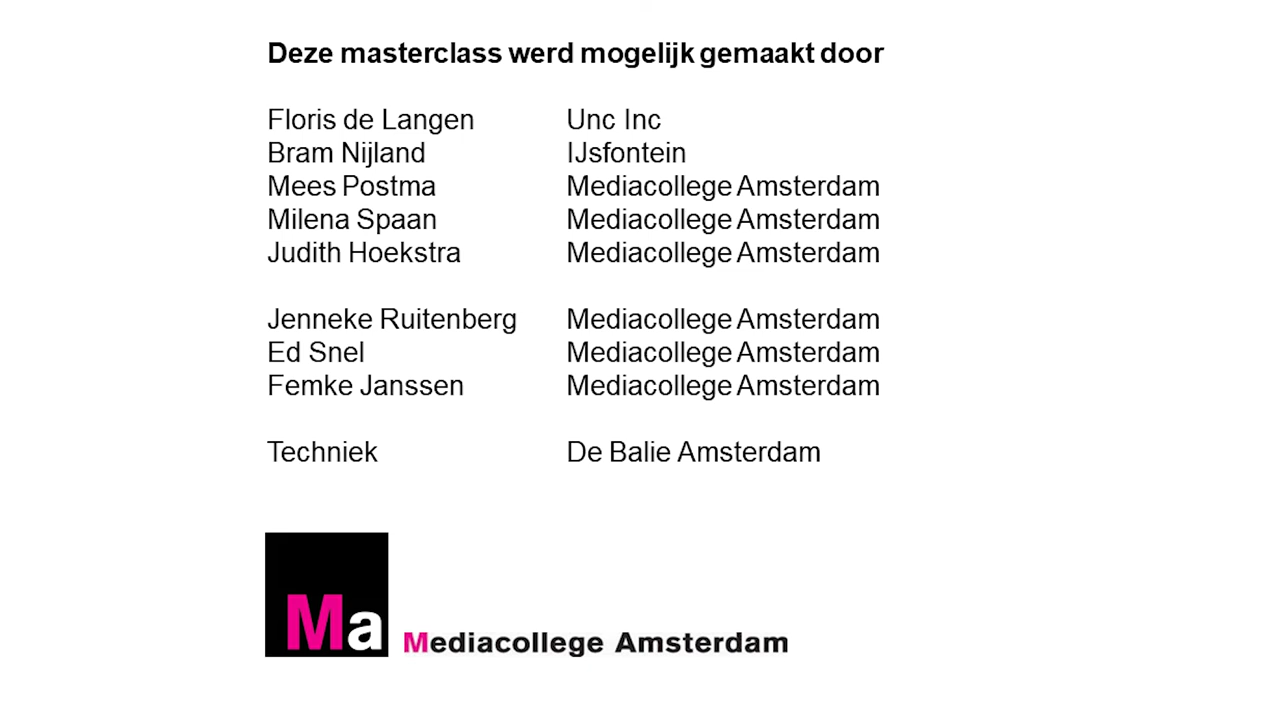 Deze masterclass werd mogelijk gemaakt door
Floris de Langen Unc Inc
Bram Nijland IJsfontein
Mees Postma Mediacollege Amsterdam
Milena Spaan Mediacollege Amsterdam
Judith Hoekstra Mediacollege Amsterdam
Jenneke Ruitenberg Mediacollege Amsterdam
Ed Snel Mediacollege Amsterdam
Femke Janssen Mediacollege Amsterdam
Techniek De Balie Amsterdam
Ma Mediacollege Amsterdam